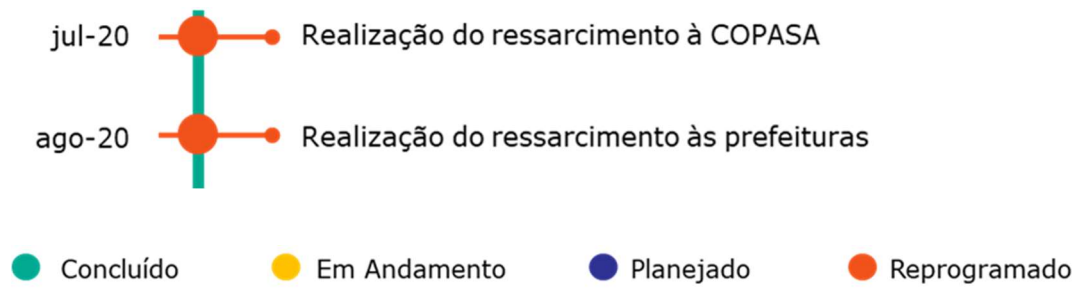 jul-20 Realização do ressarcimento à COPASA
ago-20 Realização do ressarcimento às prefeituras
Concluído Em Andamento Planejado Reprogramado